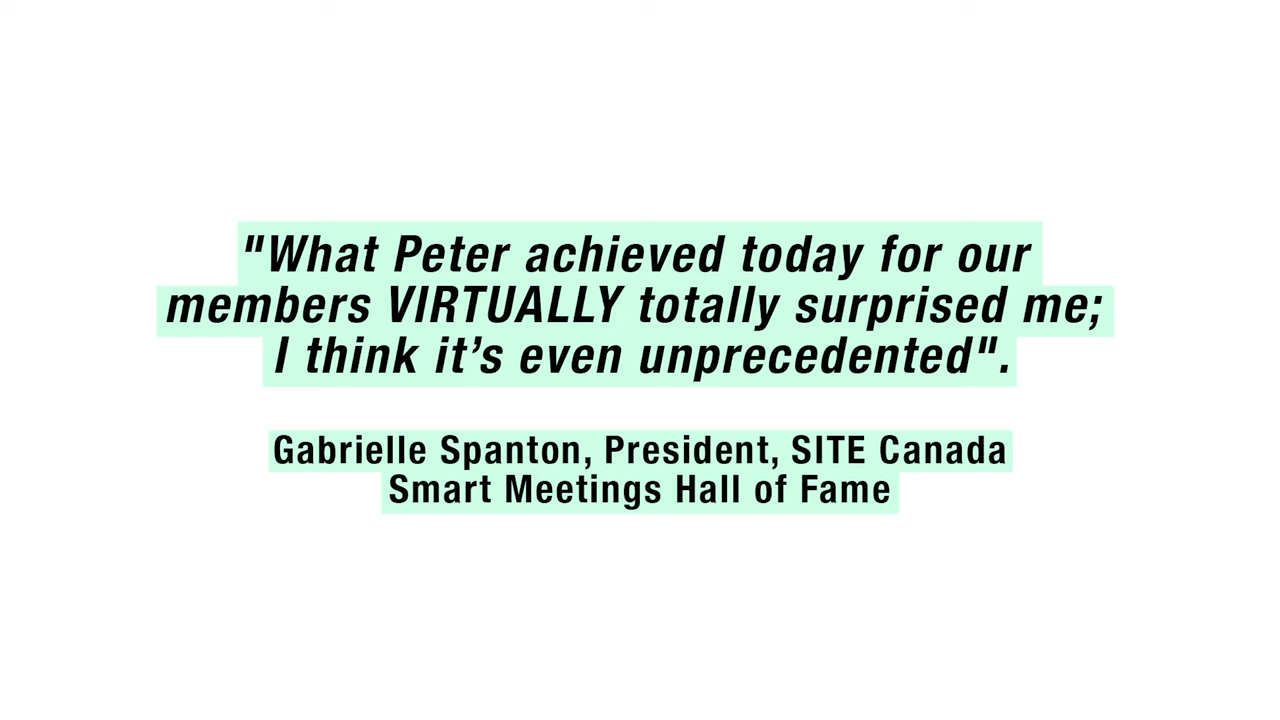 "What Peter achieved today for our
members VIRTUALLY totally surprised me;
I think it’s even unprecedented".
Gabrielle Spanton, President, SITE Canada
Smart Meetings Hall of Fame